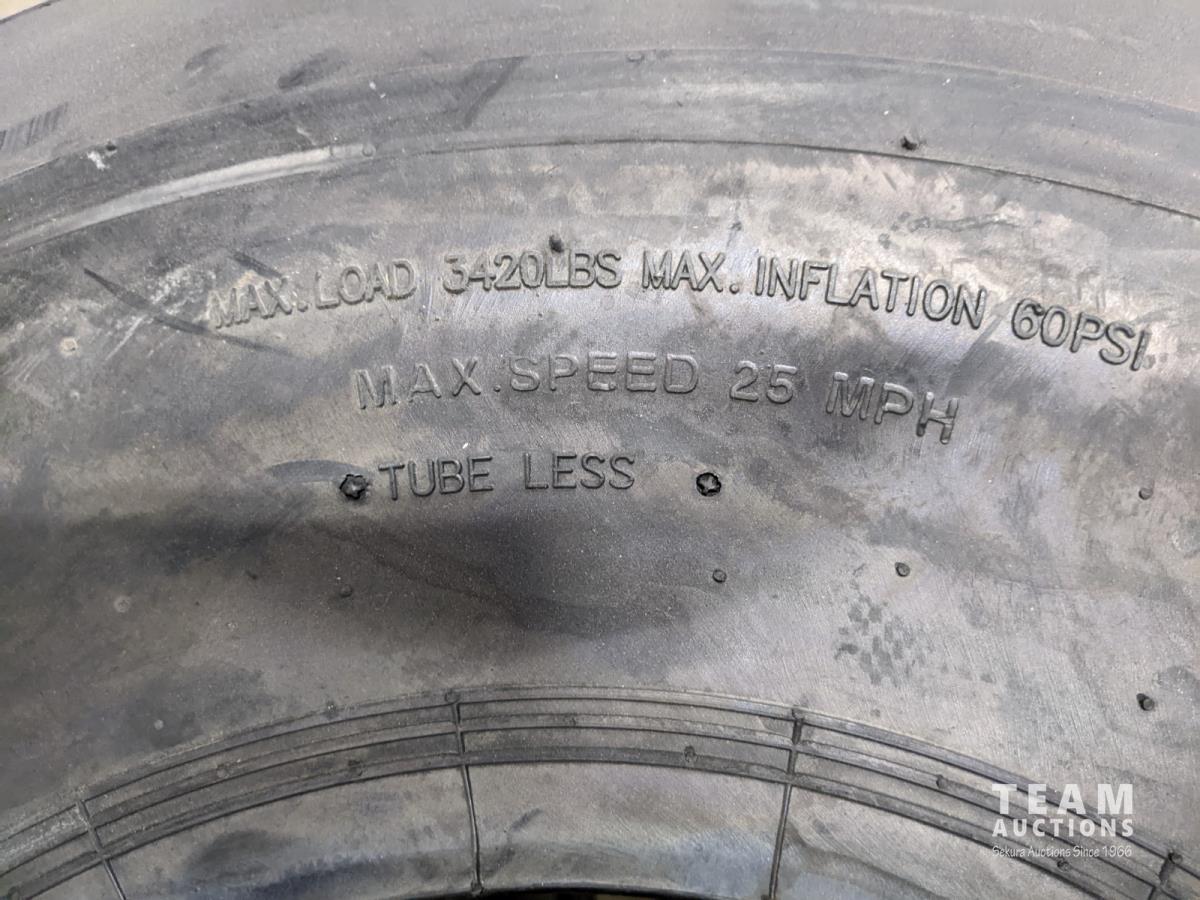 MAX. LOAD 3420LBS MAX. INFLATION 60PSI
MAX. SPEED 25 MPH
TUBE LESS
TEAM
AUCTIONS
Sekura Auctions Since 1966